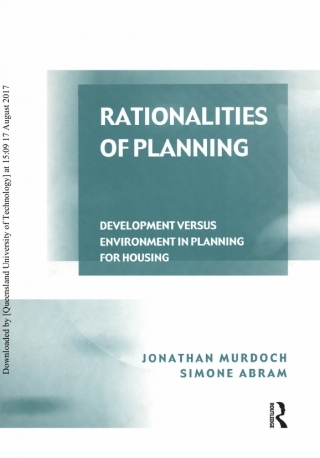 Downloaded by [Queensland University of Technology] at 15:09 17 August 2017
RATIONALITIES
OF PLANNING
DEVELOPMENT VERSUS
ENVIRONMENT IN PLANNING
FOR HOUSING
JONATHAN MURDOCH
SIMONE ABRAM
ROUTLEDGE